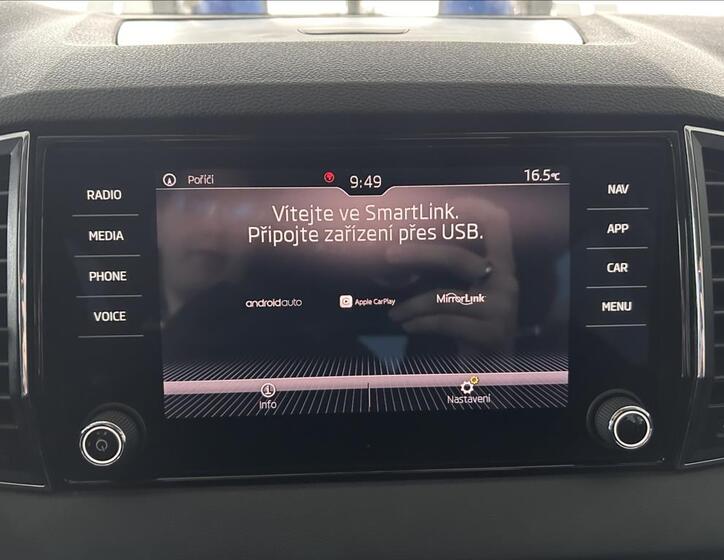 Poříčí
9:49
16.5°C
RADIO
MEDIA
PHONE
VOICE
NAV
APP
CAR
MENU
Vítejte ve SmartLink.
Připojte zařízení přes USB.
androidauto
Apple CarPlay
MirrorLink
Info
Nastavení